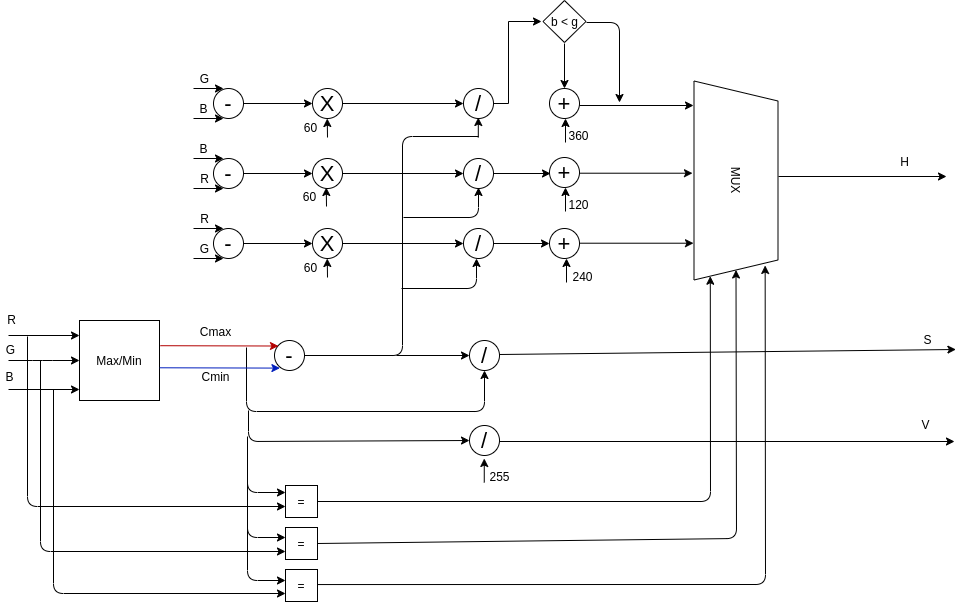 b < g
G
B
-
X
60
/
+
360
B
R
-
X
60
/
+
120
R
G
-
X
60
/
+
240
MUX
H
R
G
B
Max/Min
Cmax
Cmin
-
/
S
/
255
V
=
=
=